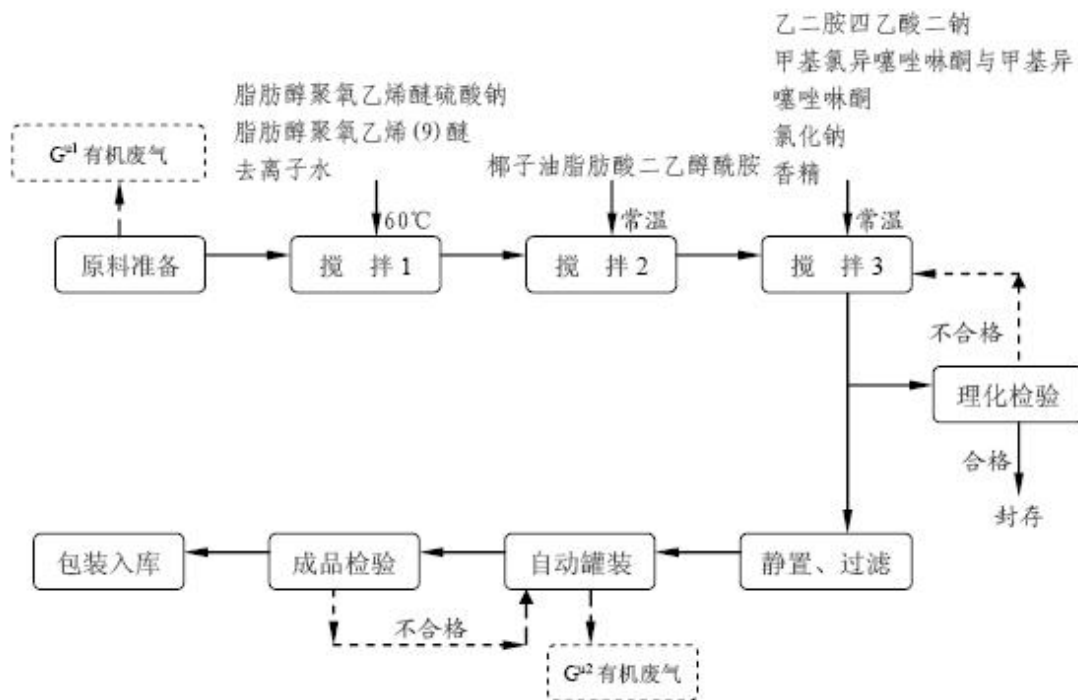 乙二胺四乙酸二钠
甲基氯异噻唑啉酮与甲基异
噻唑啉酮
氯化钠
香精
脂肪醇聚氧乙烯醚硫酸钠
脂肪醇聚氧乙烯(9)醚
去离子水
椰子油脂肪酸二乙醇酰胺
Gu1 有机废气
60℃
常温
常温
原料准备
搅 拌 1
搅 拌 2
搅 拌 3
不合格
理化检验
合格
封存
包装入库
成品检验
自动罐装
静置、过滤
不合格
Gu2 有机废气